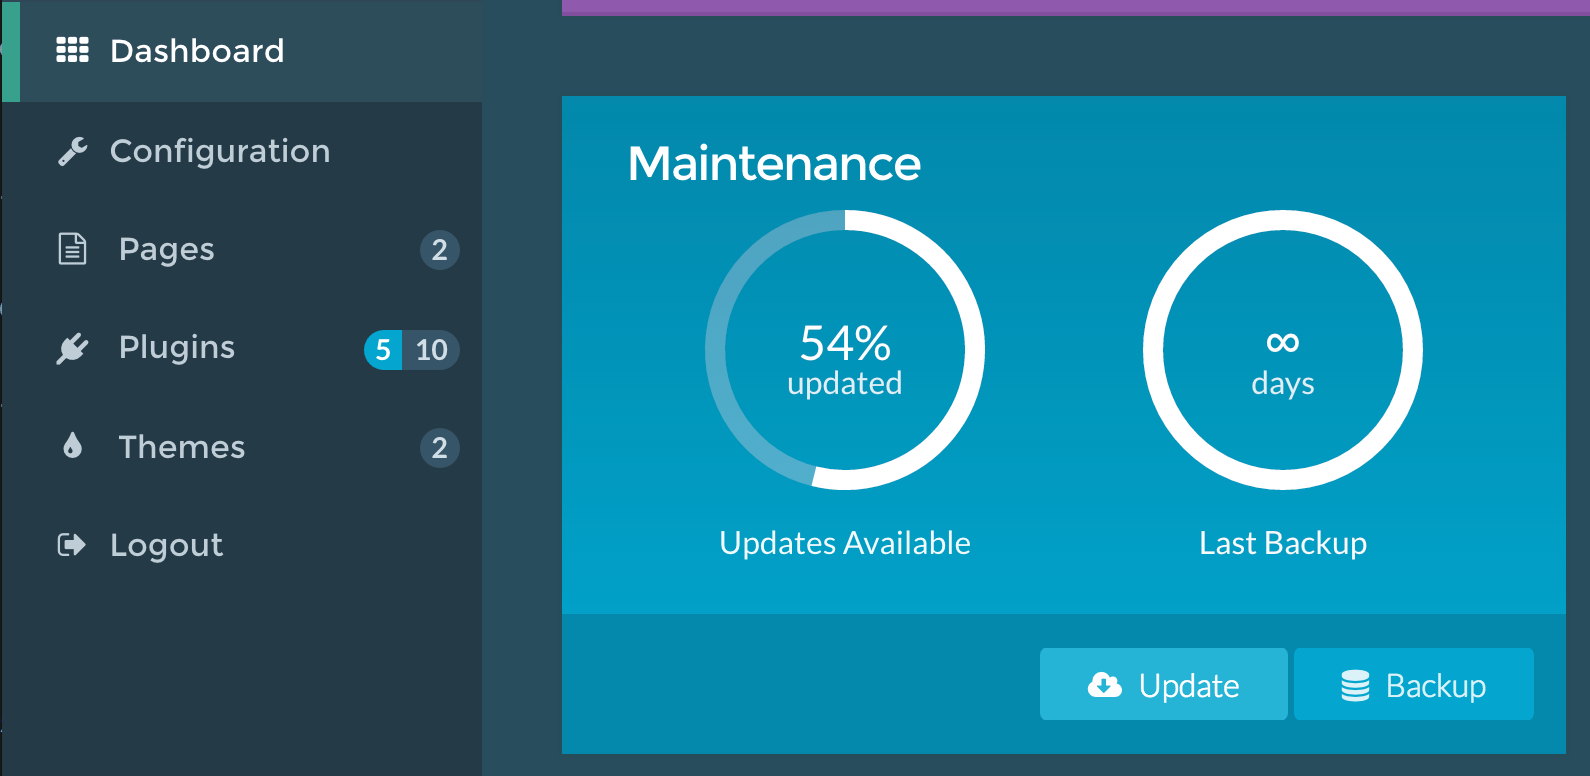 Dashboard
Configuration
Pages 2
Plugins 5 10
Themes 2
Logout
Maintenance
54%
updated
Updates Available
∞
days
Last Backup
Update
Backup